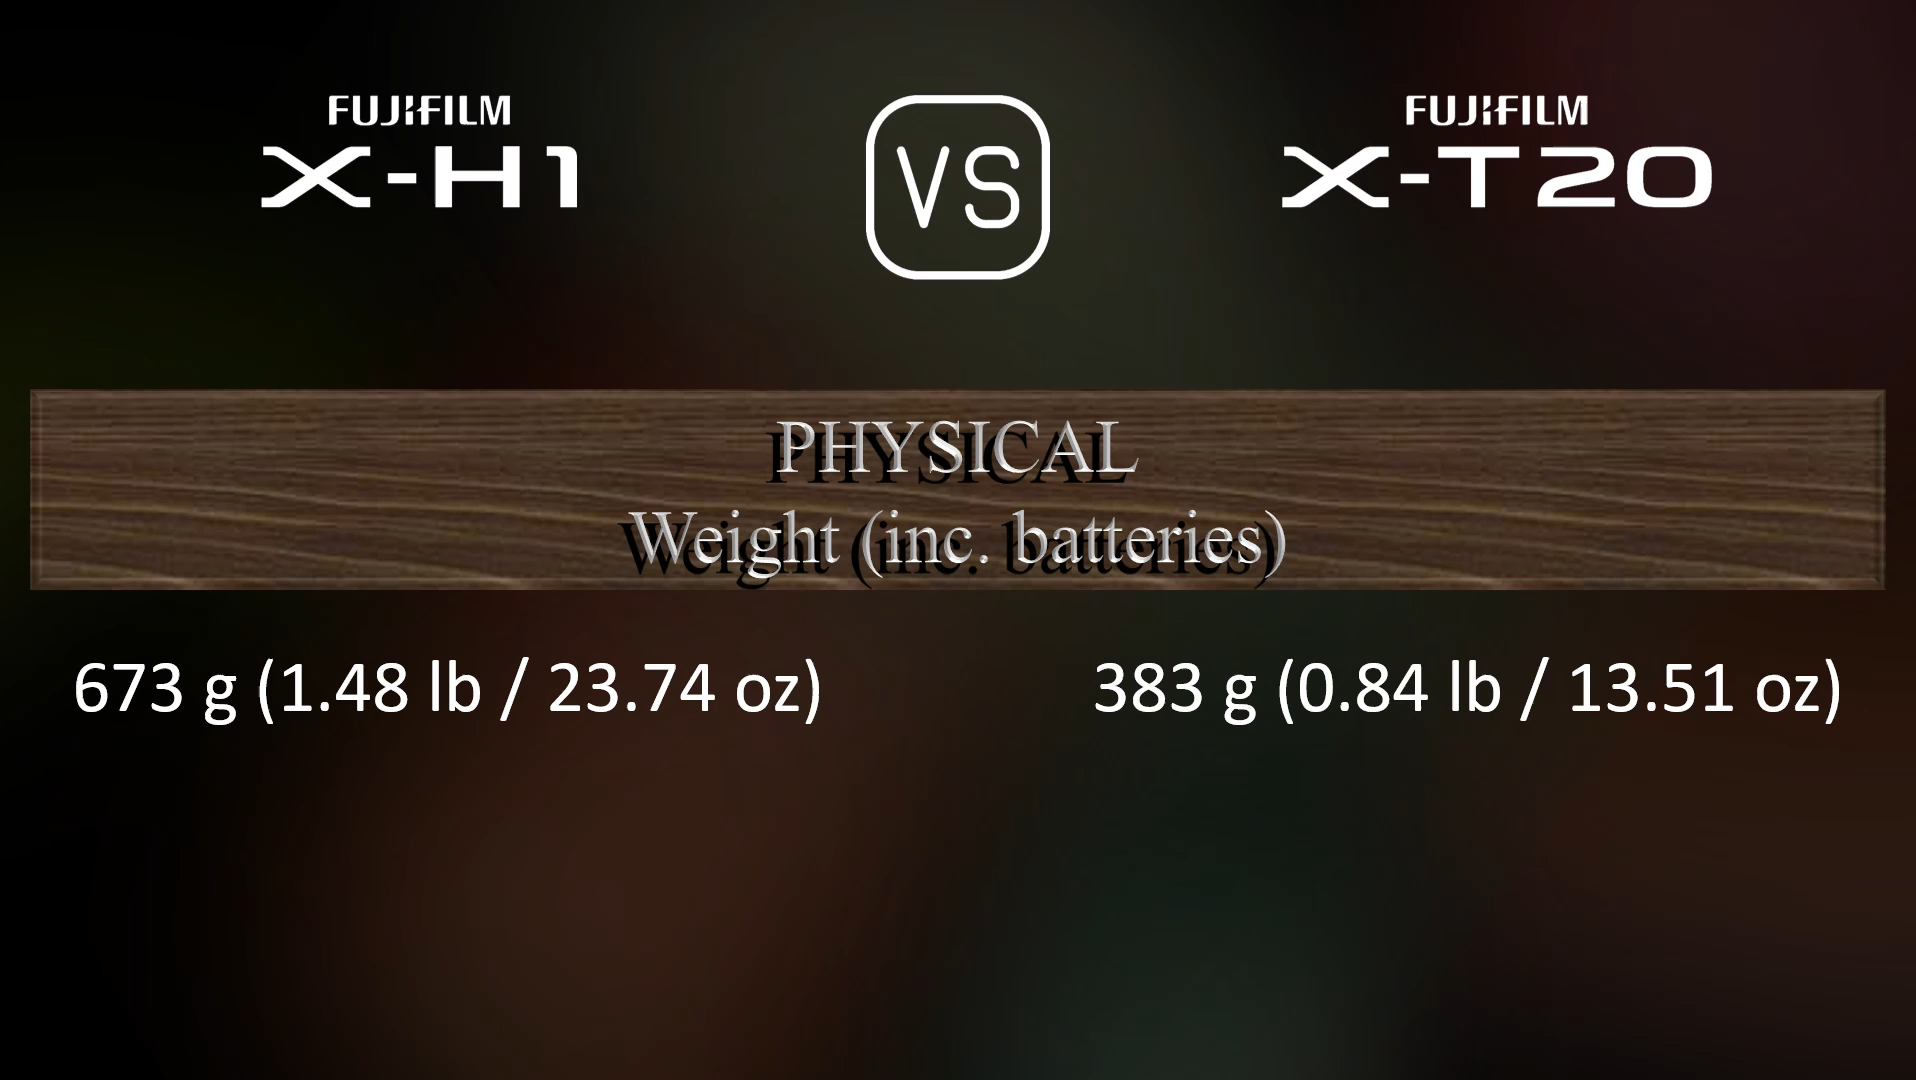 FUJIFILM
X-H1
VS
FUJIFILM
X-T20
PHYSICAL
Weight (inc. batteries)
673 g (1.48 lb / 23.74 oz)
383 g (0.84 lb / 13.51 oz)